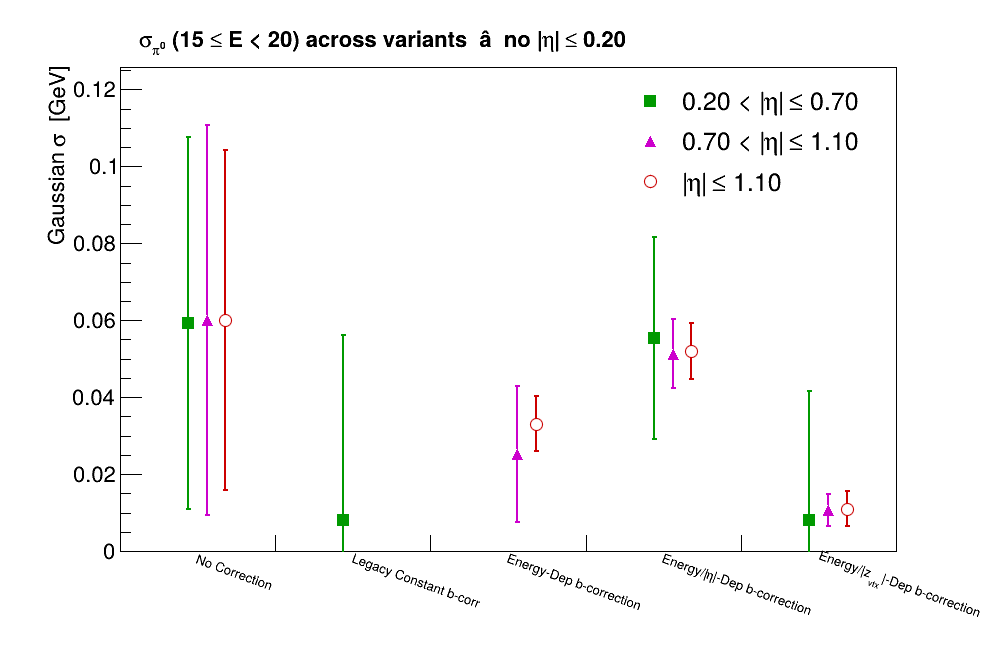 σπ⁰ (15 ≤ E < 20) across variants â no |η| ≤ 0.20
Gaussian σ [GeV]
0.12
0.1
0.08
0.06
0.04
0.02
0
0.20 < |η| ≤ 0.70
0.70 < |η| ≤ 1.10
|η| ≤ 1.10
No Correction
Legacy Constant b-corr
Energy-Dep b-correction
Energy/|η|-Dep b-correction
Energy/|z_vtx|-Dep b-correction